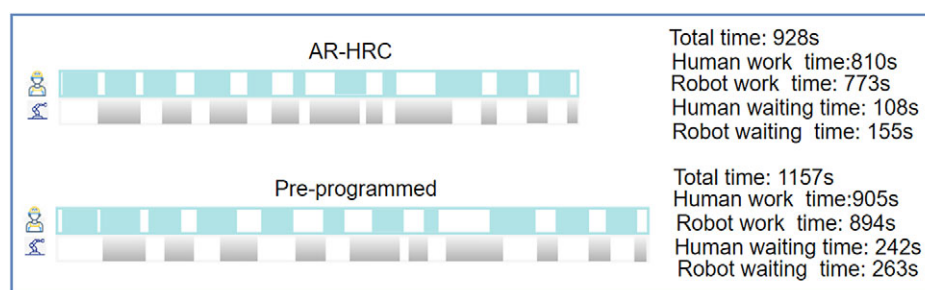 AR-HRC
Total time: 928s
Human work time:810s
Robot work time: 773s
Human waiting time: 108s
Robot waiting time: 155s
Pre-programmed
Total time: 1157s
Human work time:905s
Robot work time: 894s
Human waiting time: 242s
Robot waiting time: 263s